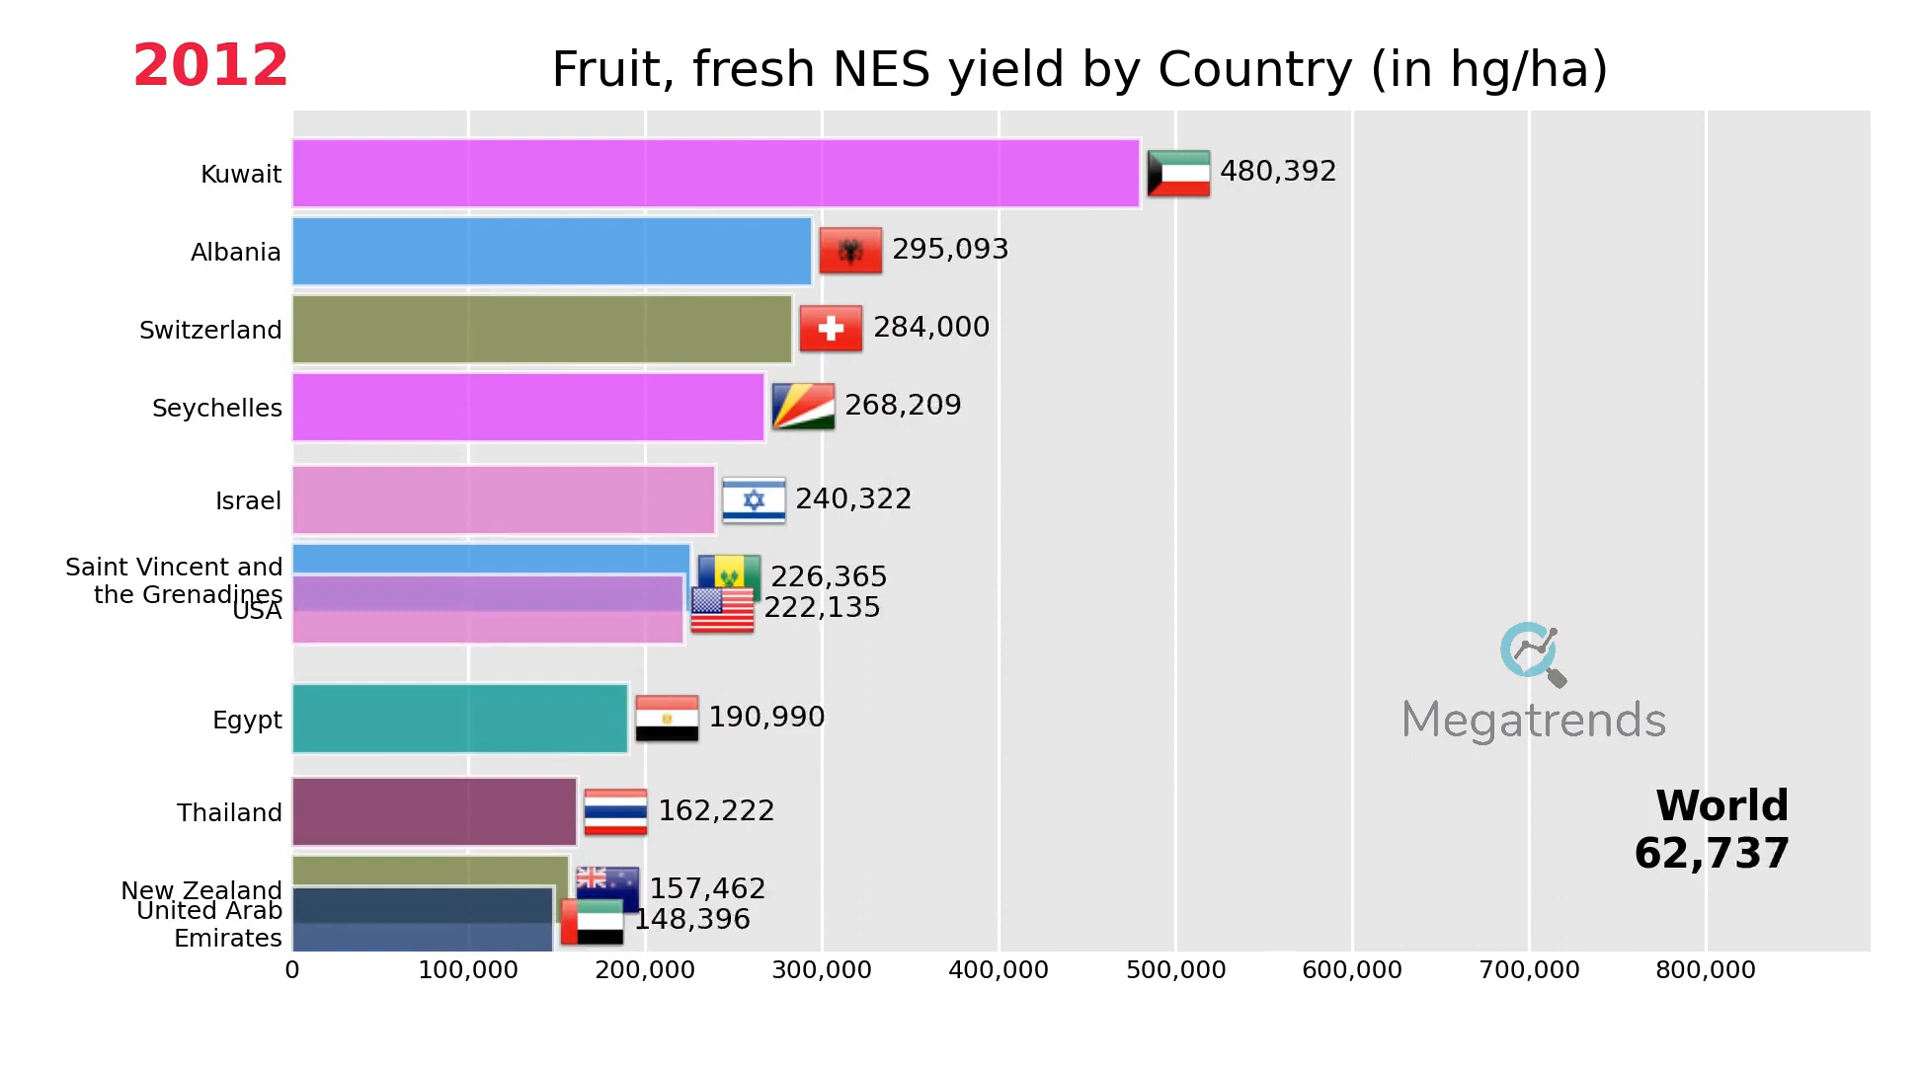 2012
Fruit, fresh NES yield by Country (in hg/ha)
Kuwait 480,392
Albania 295,093
Switzerland 284,000
Seychelles 268,209
Israel 240,322
Saint Vincent and
the Grenadines 226,365
USA 222,135
Egypt 190,990
Megatrends
Thailand 162,222
World
62,737
New Zealand 157,462
United Arab
Emirates 148,396
0 100,000 200,000 300,000 400,000 500,000 600,000 700,000 800,000